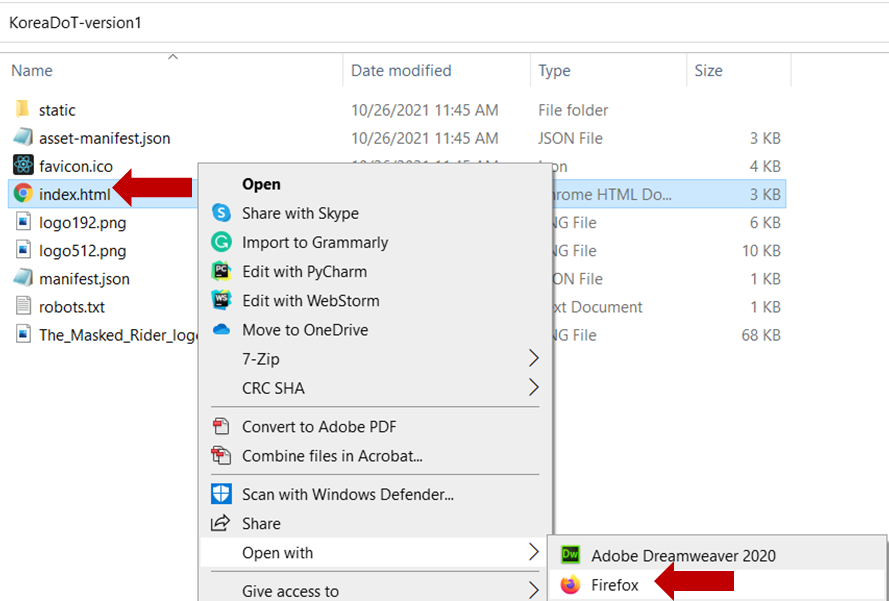 KoreaDoT-version1
Name Date modified Type Size
static 10/26/2021 11:45 AM File folder
asset-manifest.json 10/26/2021 11:45 AM JSON File 3 KB
favicon.ico 4 KB
index.html hrome HTML Do... 3 KB
logo192.png NG File 6 KB
logo512.png NG File 10 KB
manifest.json ON File 1 KB
robots.txt xt Document 1 KB
The_Masked_Rider_logo NG File 68 KB
Open
Share with Skype
Import to Grammarly
Edit with PyCharm
Edit with WebStorm
Move to OneDrive
7-Zip
CRC SHA
Convert to Adobe PDF
Combine files in Acrobat...
Scan with Windows Defender...
Share
Open with
Give access to
Adobe Dreamweaver 2020
Firefox